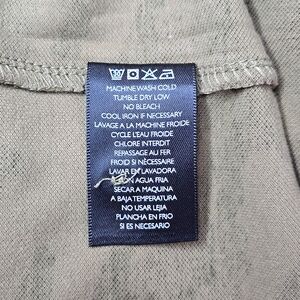 MACHINE WASH COLD
TUMBLE DRY LOW
NO BLEACH
COOL IRON IF NECESSARY
LAVAGE A LA MACHINE FROIDE
CYCLE L'EAU FROIDE
CHLORE INTERDIT
REPASSAGE AU FER
FROID SI NÉCESSAIRE
LAVAR EN LAVADORA
CON AGUA FRIA
SECAR A MAQUINA
A BAJA TEMPERATURA
NO USAR LEJA
PLANCHA EN FRIO
SI ES NECESARIO